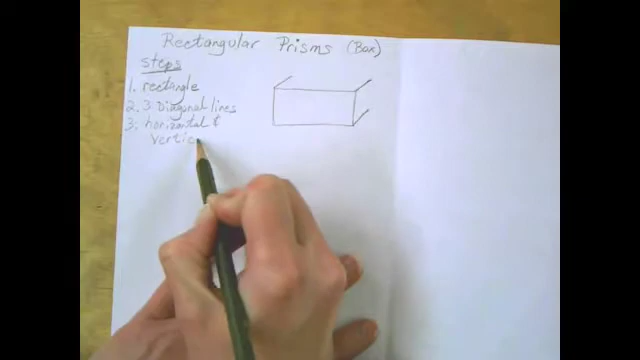 Rectangular Prisms (Box)
steps
1. rectangle
2. 3 Diagonal lines
3. horizontal &
vertic